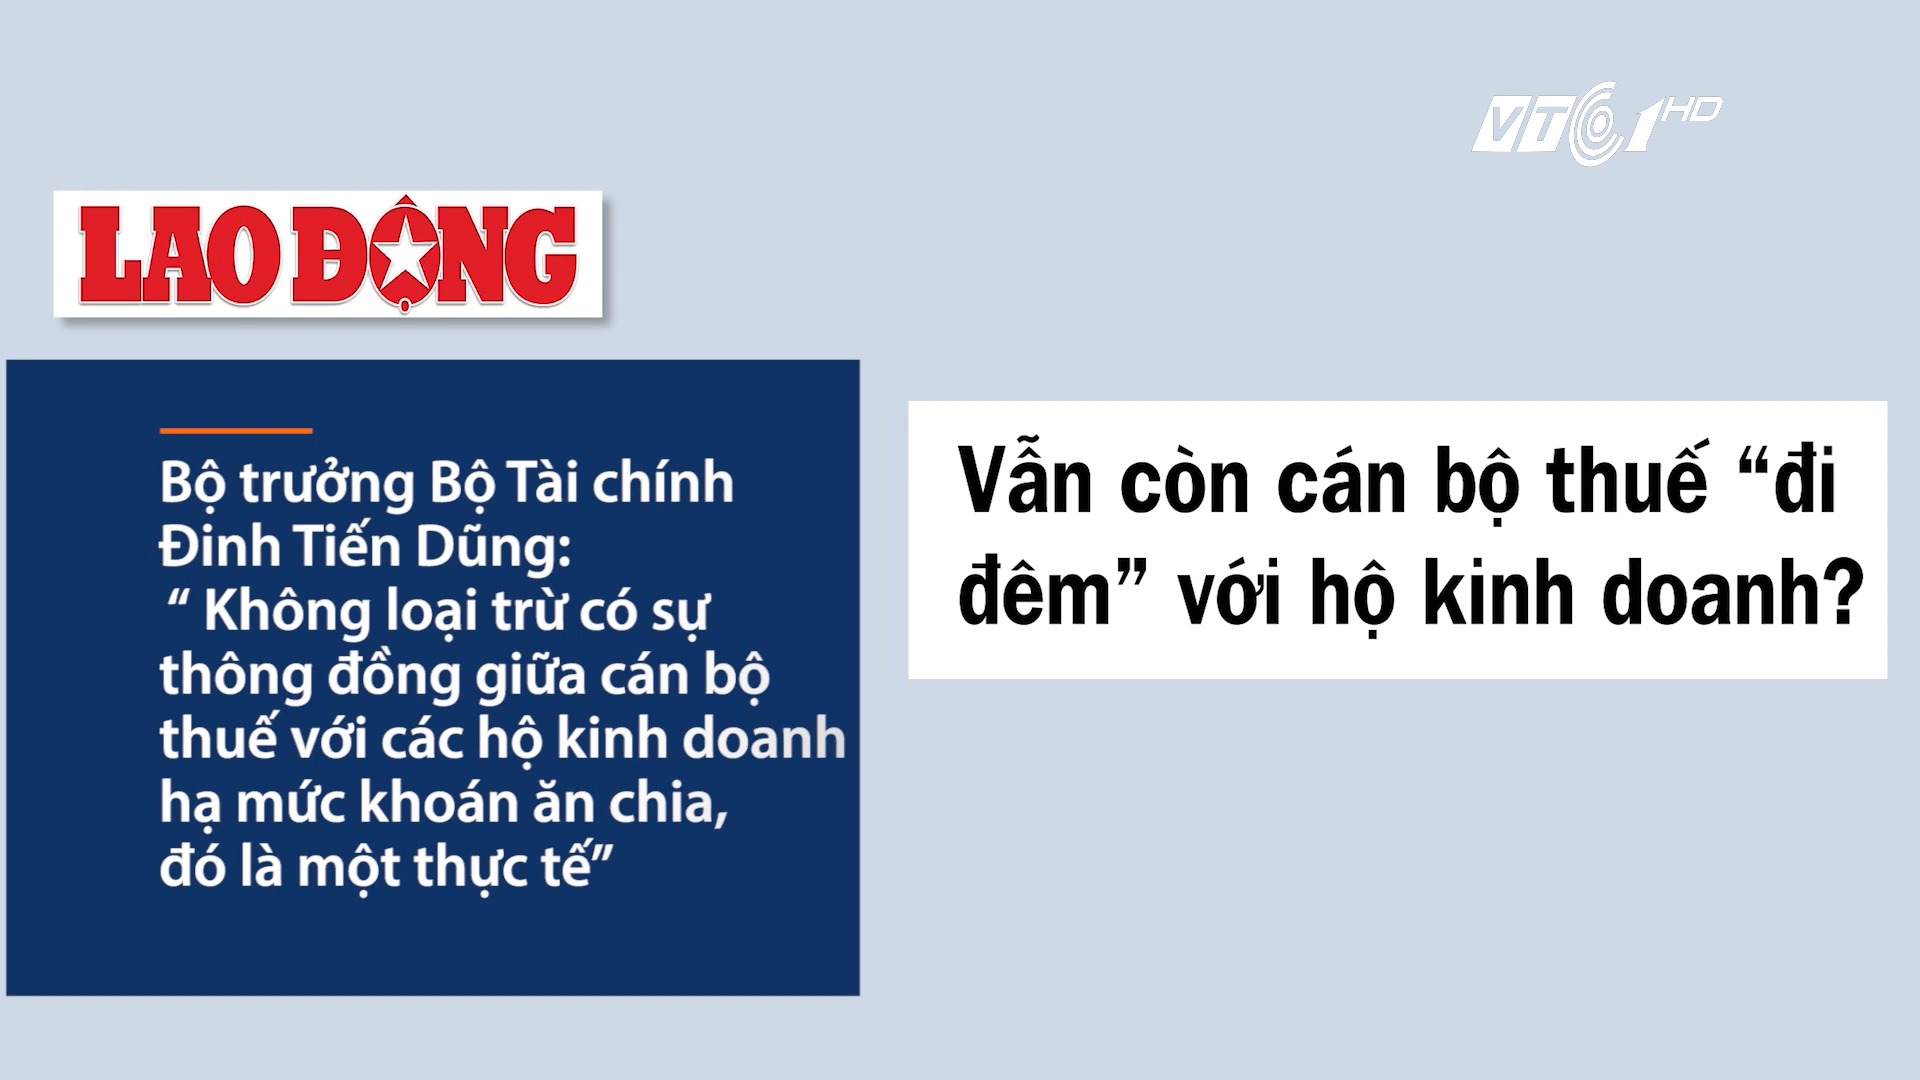 VTC1 HD
LAO ĐỘNG
Bộ trưởng Bộ Tài chính
Đinh Tiến Dũng:
“ Không loại trừ có sự
thông đồng giữa cán bộ
thuế với các hộ kinh doanh
hạ mức khoán ăn chia,
đó là một thực tế”
Vẫn còn cán bộ thuế “đi
đêm” với hộ kinh doanh?